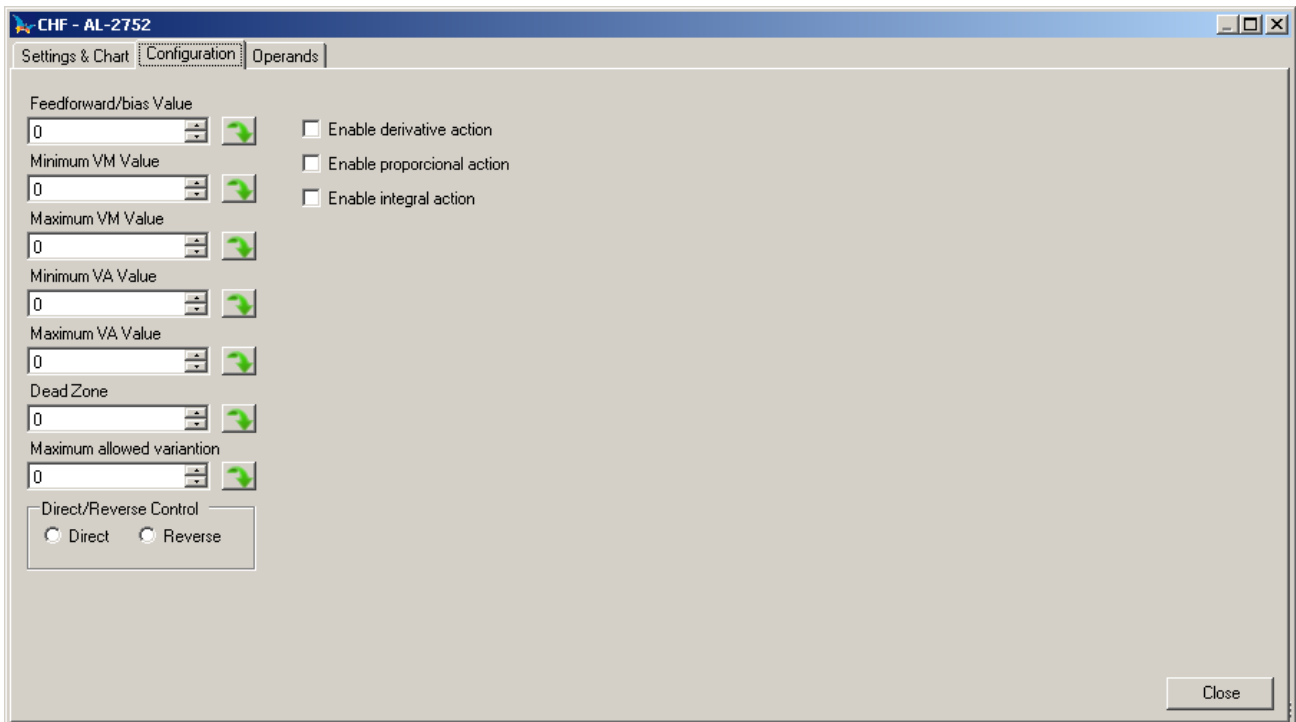 CHF - AL-2752
Settings & Chart Configuration Operands
Feedforward/bias Value
0
Enable derivative action
Minimum VM Value
Enable proporcional action
0
Enable integral action
Maximum VM Value
0
Minimum VA Value
0
Maximum VA Value
0
Dead Zone
0
Maximum allowed variantion
0
Direct/Reverse Control
Direct Reverse
Close